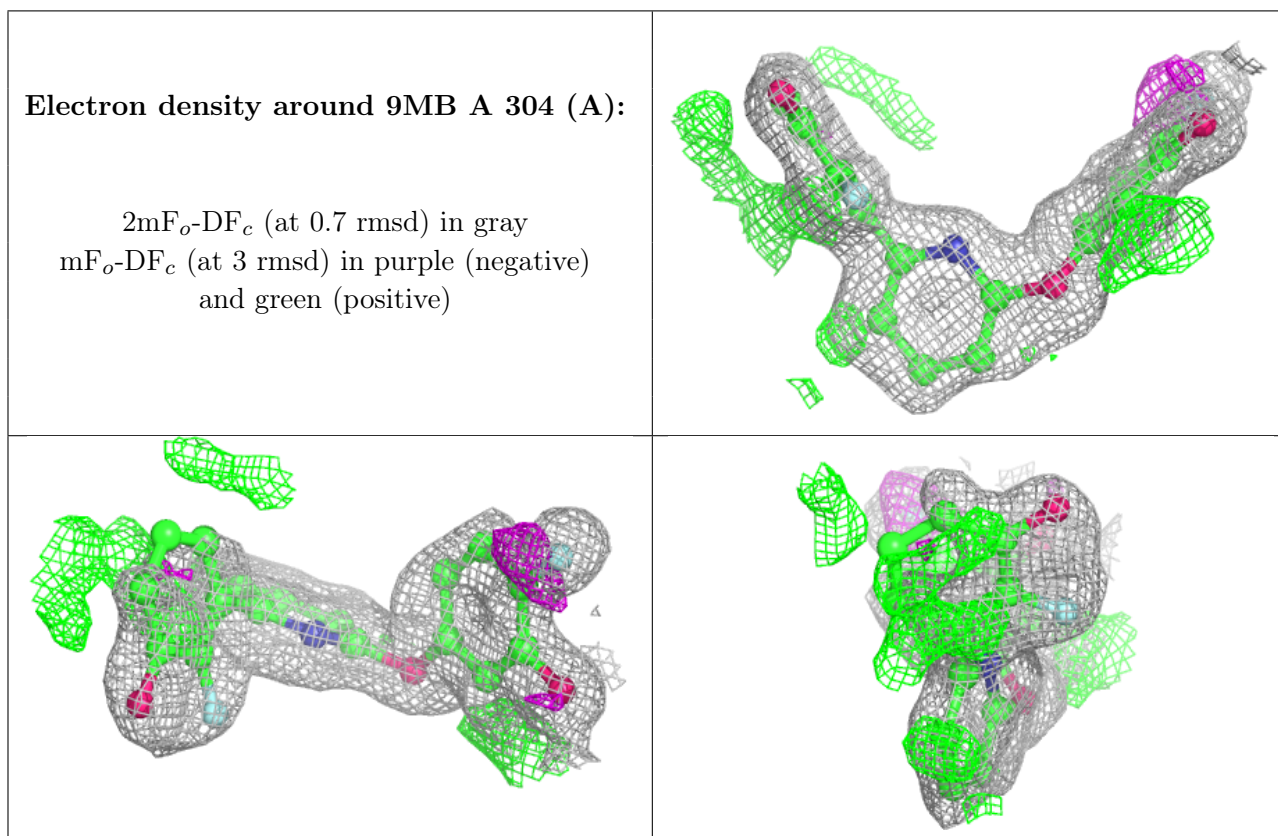 Electron density around 9MB A 304 (A):
2mFo-DFc (at 0.7 rmsd) in gray
mFo-DFc (at 3 rmsd) in purple (negative)
and green (positive)